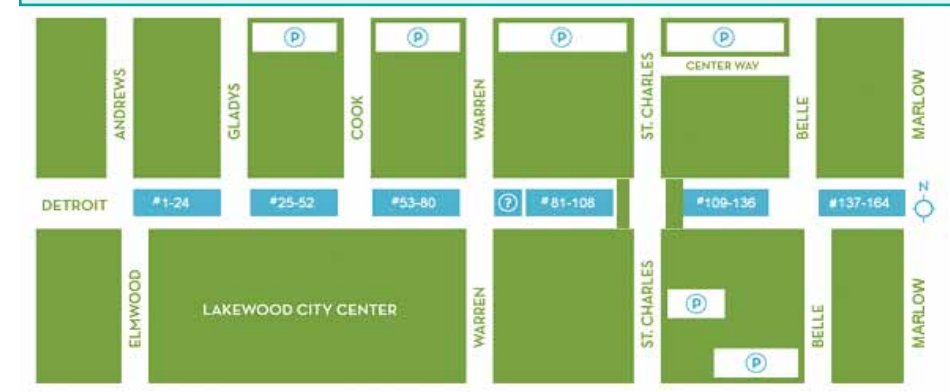 P
P
P
P
CENTER WAY
ANDREWS
GLADYS
COOK
WARREN
ST. CHARLES
BELLE
MARLOW
DETROIT
#1-24
#25-52
#53-80
?
#81-108
#109-136
#137-164
N
ELMWOOD
LAKEWOOD CITY CENTER
WARREN
ST. CHARLES
P
P
BELLE
MARLOW